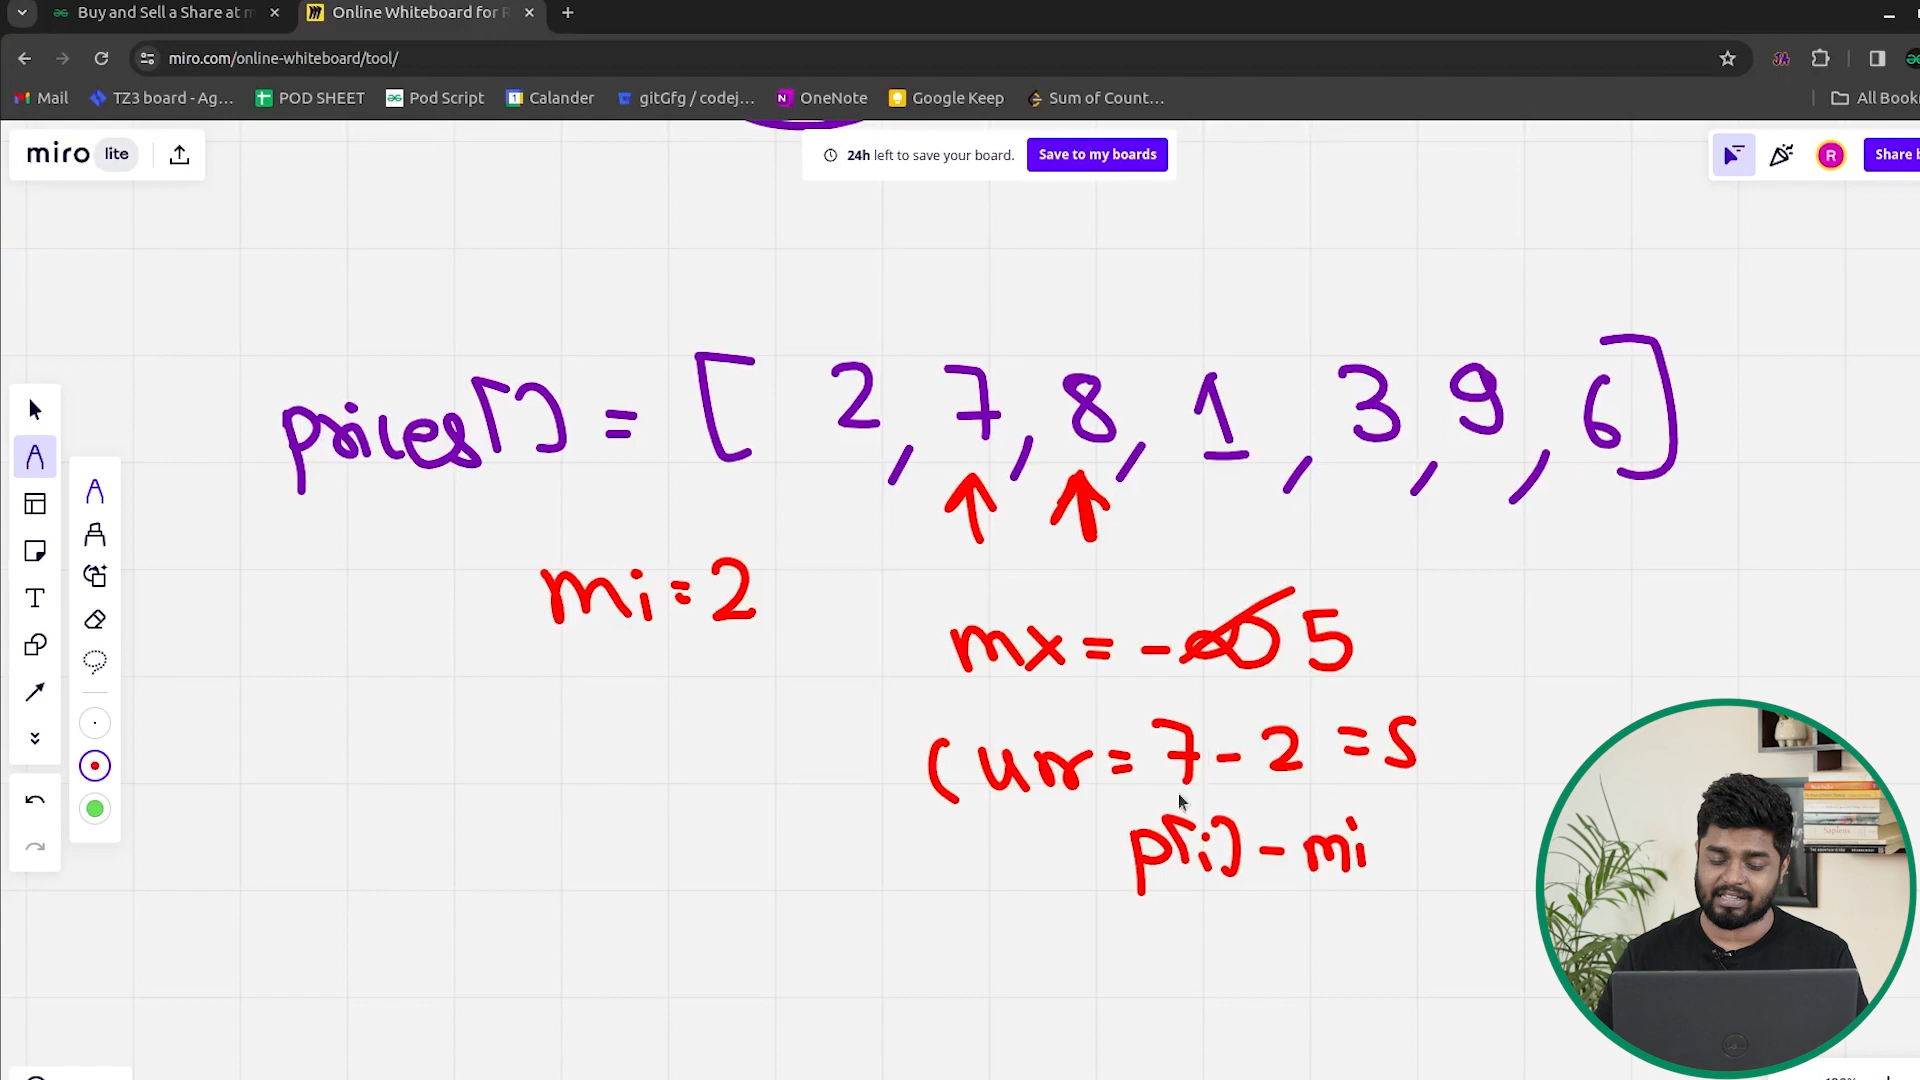 Buy and Sell a Share at m
Online Whiteboard for R
miro.com/online-whiteboard/tool/
Mail
TZ3 board - Ag...
POD SHEET
Pod Script
Calander
gitGfg / codej...
OneNote
Google Keep
Sum of Count...
All Book
miro lite
24h left to save your board.
Save to my boards
R
Share b
prices[] = [ 2, 7, 8, 1, 3, 9, 6]
mi = 2
mx = -∞ 5
Curr = 7 - 2 = 5
p[i] - mi